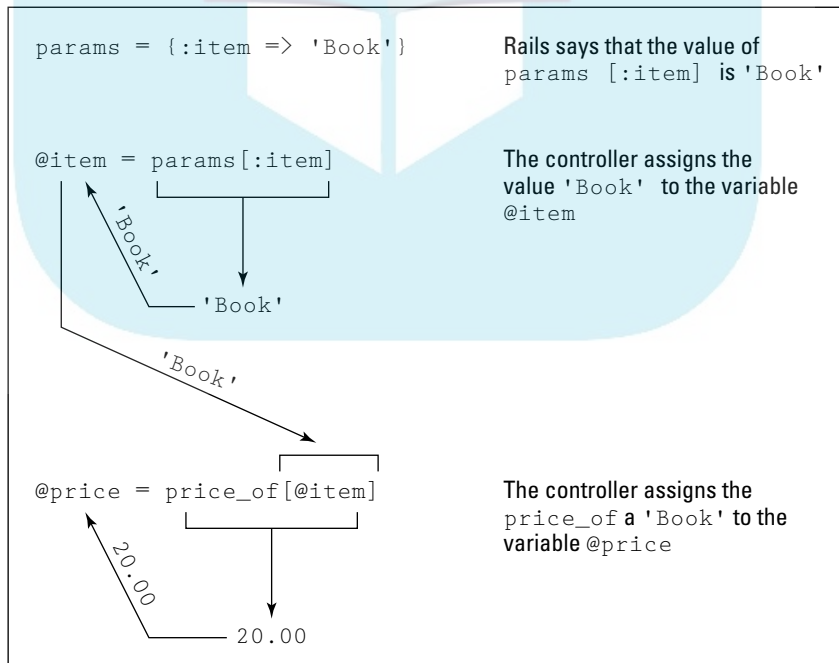 params = {:item => 'Book'}
Rails says that the value of
params [:item] is 'Book'
@item = params[:item]
The controller assigns the
value 'Book' to the variable
@item
'Book'
'Book'
'Book'
@price = price_of[@item]
The controller assigns the
price_of a 'Book' to the
variable @price
20.00
20.00